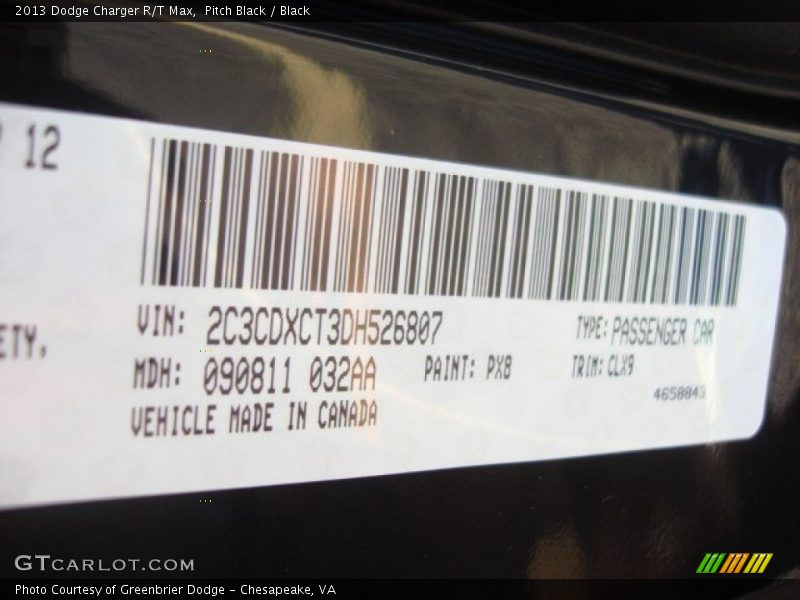 2013 Dodge Charger R/T Max, Pitch Black / Black
12
VIN: 2C3CDXCT3DH526807 TYPE: PASSENGER CAR
ETY,
MDH: 090811 032AA PAINT: PX8 TRIM: CLX9
4658843
VEHICLE MADE IN CANADA
GTCARLOT.COM
Photo Courtesy of Greenbrier Dodge - Chesapeake, VA